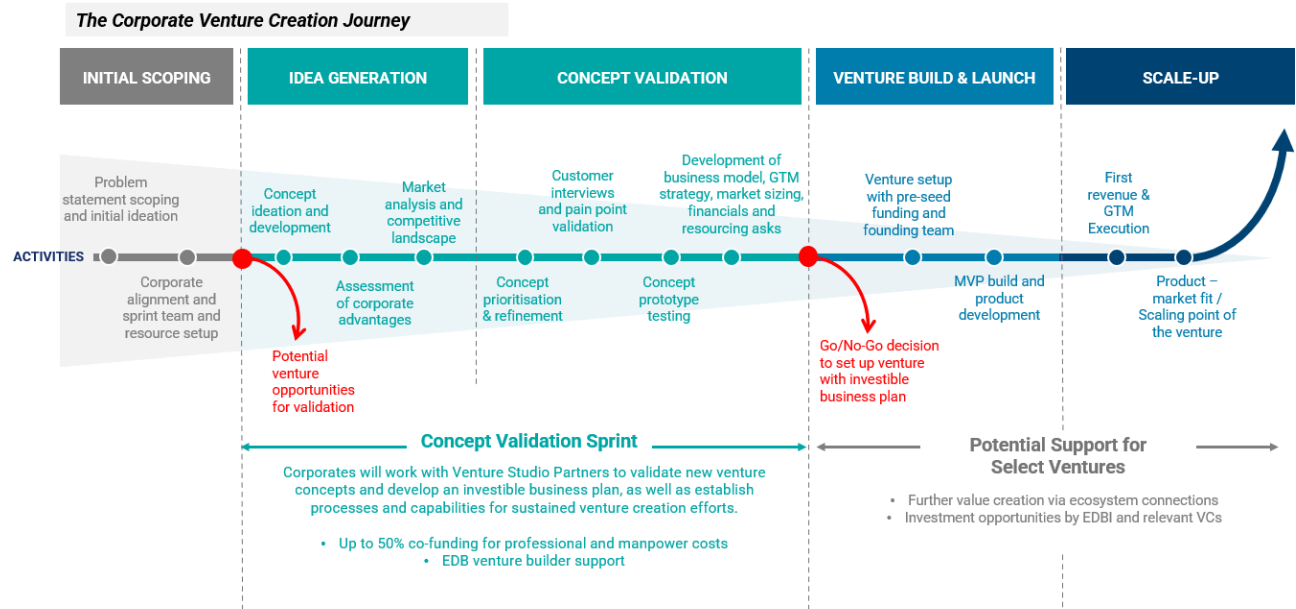 The Corporate Venture Creation Journey
INITIAL SCOPING
IDEA GENERATION
CONCEPT VALIDATION
VENTURE BUILD & LAUNCH
SCALE-UP
ACTIVITIES
Problem
statement scoping
and initial ideation
Corporate
alignment and
sprint team and
resource setup
Potential
venture
opportunities
for validation
Concept
ideation and
development
Assessment
of corporate
advantages
Market
analysis and
competitive
landscape
Concept
prioritisation
& refinement
Customer
interviews
and pain point
validation
Concept
prototype
testing
Development of
business model, GTM
strategy, market sizing,
financials and
resourcing asks
Go/No-Go decision
to set up venture
with investible
business plan
Venture setup
with pre-seed
funding and
founding team
MVP build and
product
development
First
revenue &
GTM
Execution
Product –
market fit /
Scaling point
of the venture
Concept Validation Sprint
Corporates will work with Venture Studio Partners to validate new venture
concepts and develop an investible business plan, as well as establish
processes and capabilities for sustained venture creation efforts.
• Up to 50% co-funding for professional and manpower costs
• EDB venture builder support
Potential Support for
Select Ventures
• Further value creation via ecosystem connections
• Investment opportunities by EDBI and relevant VCs